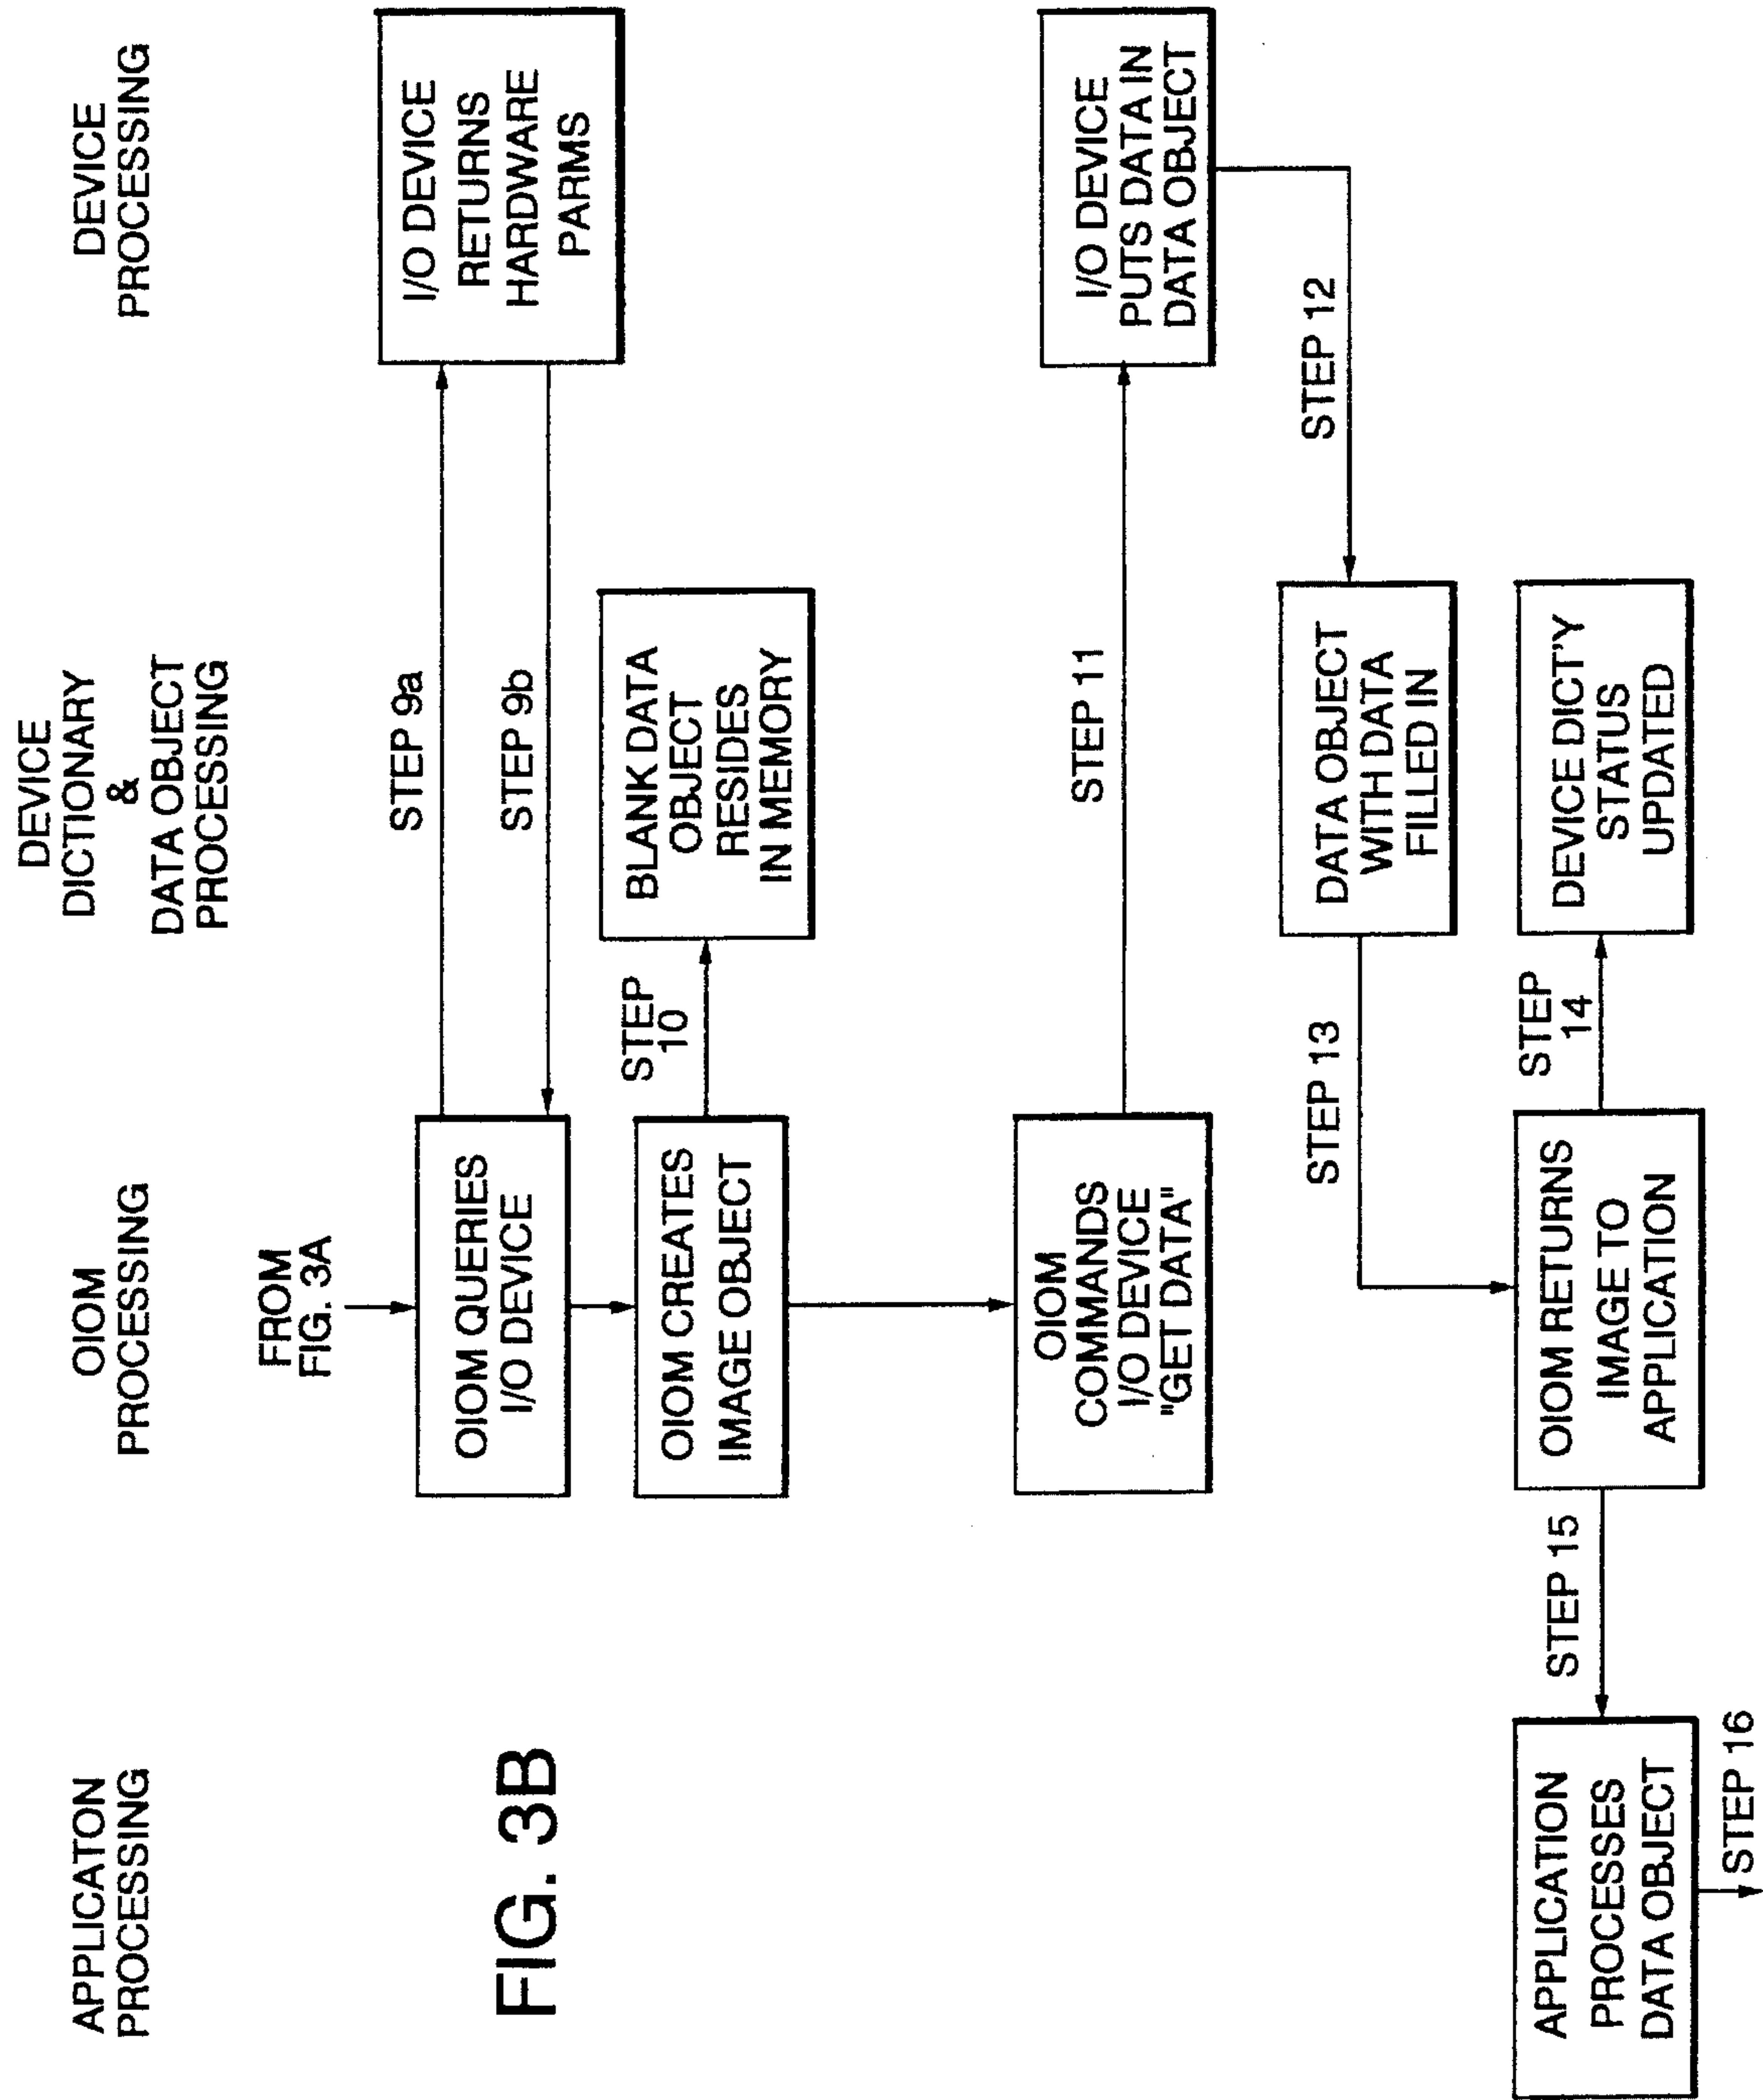 APPLICATON
PROCESSING
OIOM
PROCESSING
DEVICE
DICTIONARY
&
DATA OBJECT
PROCESSING
DEVICE
PROCESSING
FROM
FIG. 3A
FIG. 3B
OIOM QUERIES
I/O DEVICE
STEP 9a
STEP 9b
I/O DEVICE
RETURNS
HARDWARE
PARMS
OIOM CREATES
IMAGE OBJECT
STEP
10
BLANK DATA
OBJECT
RESIDES
IN MEMORY
OIOM
COMMANDS
I/O DEVICE
"GET DATA"
STEP 11
I/O DEVICE
PUTS DATA IN
DATA OBJECT
STEP 12
DATA OBJECT
WITH DATA
FILLED IN
STEP 13
OIOM RETURNS
IMAGE TO
APPLICATION
STEP
14
DEVICE DICT'Y
STATUS
UPDATED
STEP 15
APPLICATION
PROCESSES
DATA OBJECT
STEP 16